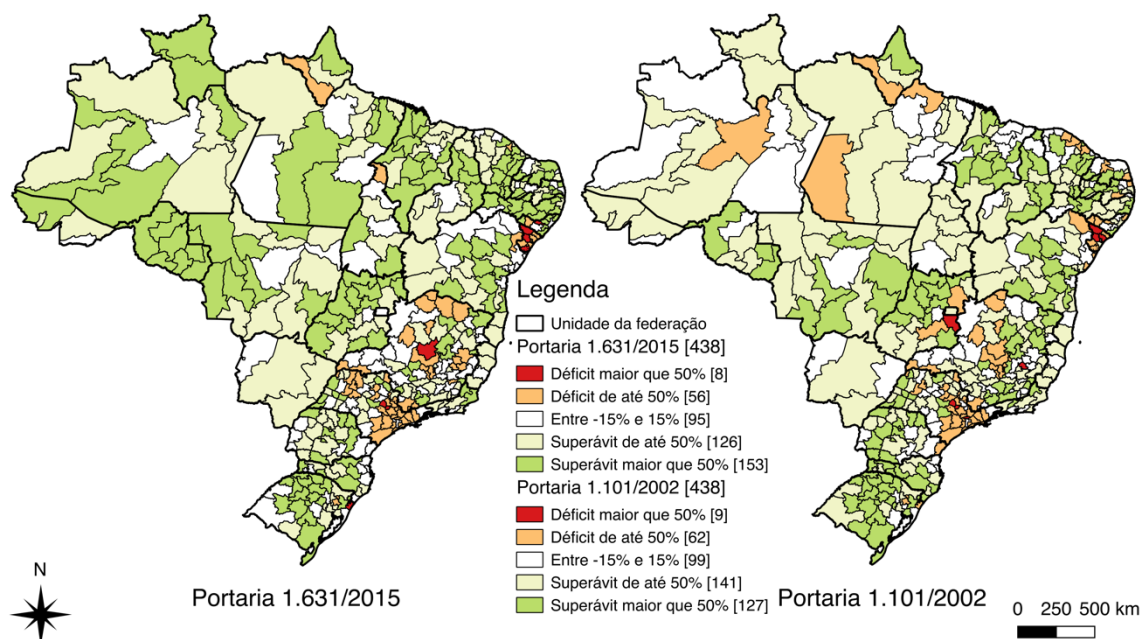 Legenda
Unidade da federação
Portaria 1.631/2015 [438]
Déficit maior que 50% [8]
Déficit de até 50% [56]
Entre -15% e 15% [95]
Superávit de até 50% [126]
Superávit maior que 50% [153]
Portaria 1.101/2002 [438]
Déficit maior que 50% [9]
Déficit de até 50% [62]
Entre -15% e 15% [99]
Superávit de até 50% [141]
Superávit maior que 50% [127]
N
Portaria 1.631/2015
Portaria 1.101/2002
0 250 500 km